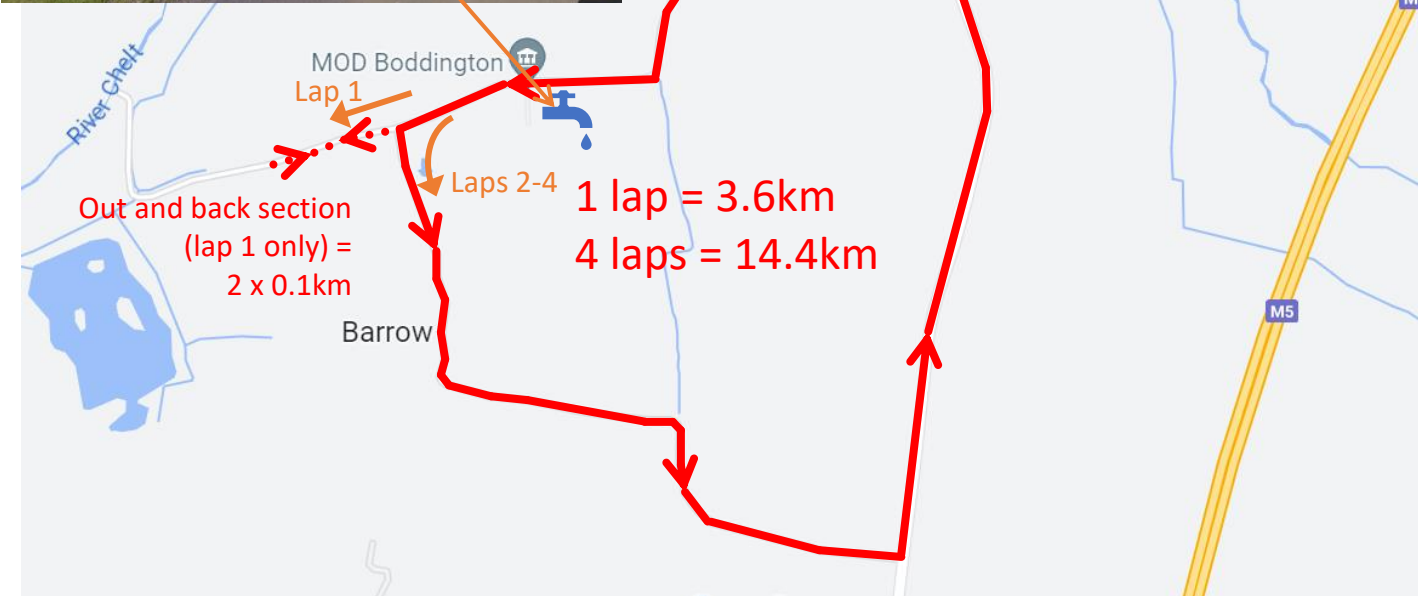 MOD Boddington
River Chelt
Lap 1
Laps 2-4
1 lap = 3.6km
4 laps = 14.4km
Out and back section
(lap 1 only) =
2 x 0.1km
Barrow
M5